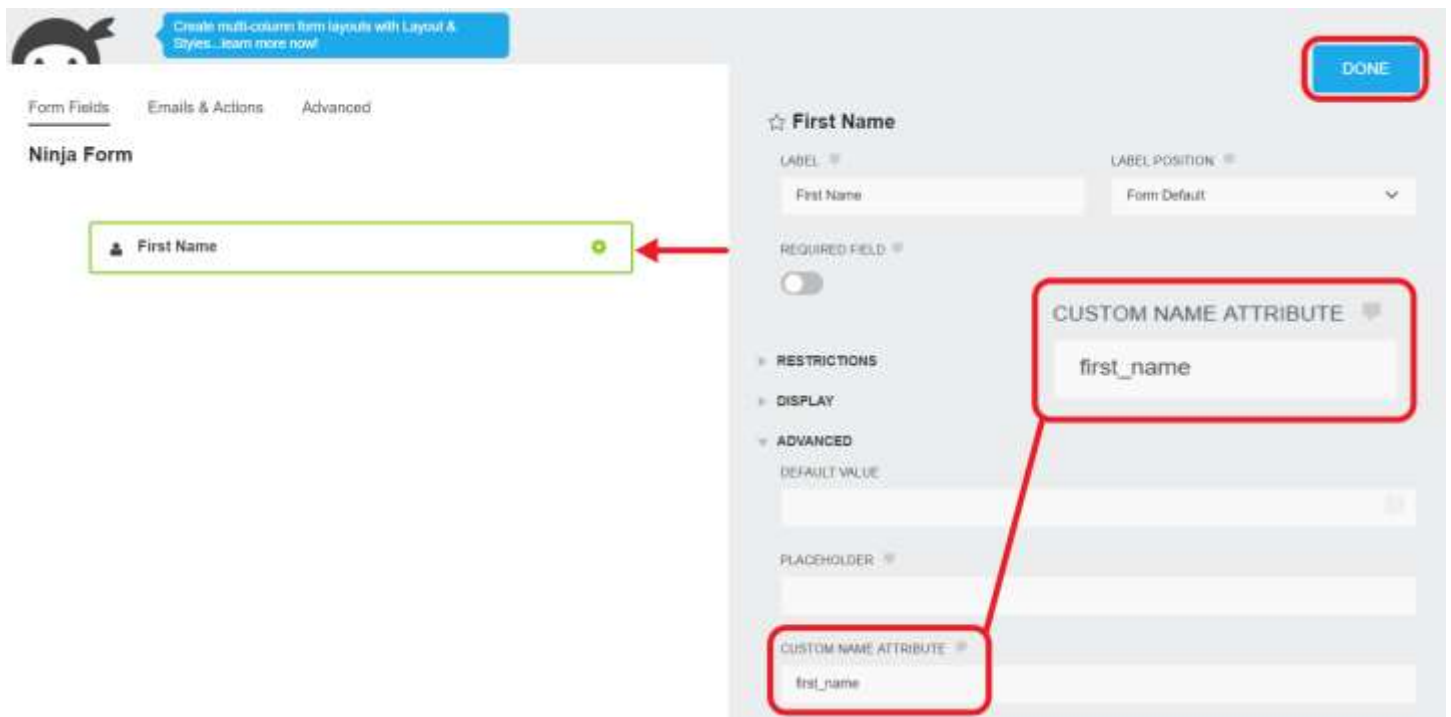 Create multi-column form layouts with Layout &
Styles...learn more now!
DONE
Form Fields
Emails & Actions
Advanced
Ninja Form
First Name
First Name
LABEL
LABEL POSITION
First Name
Form Default
REQUIRED FIELD
CUSTOM NAME ATTRIBUTE
first_name
RESTRICTIONS
DISPLAY
ADVANCED
DEFAULT VALUE
PLACEHOLDER
CUSTOM NAME ATTRIBUTE
first_name